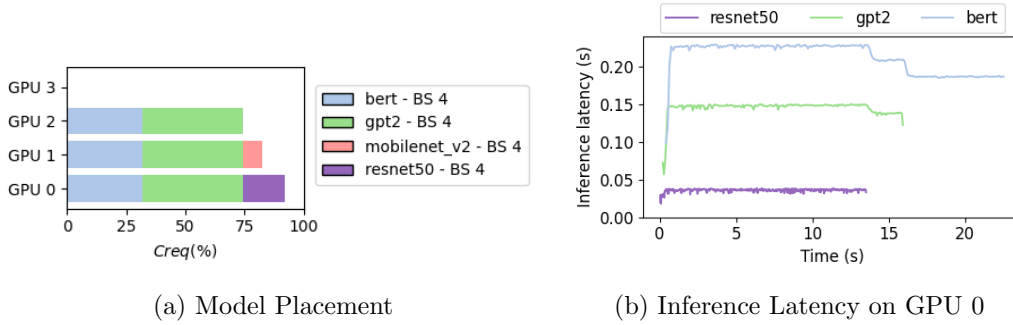 GPU 3
GPU 2
GPU 1
GPU 0
0 25 50 75 100
Creq(%)
bert - BS 4
gpt2 - BS 4
mobilenet_v2 - BS 4
resnet50 - BS 4
(a) Model Placement
resnet50 gpt2 bert
Inference latency (s)
0.20
0.15
0.10
0.05
0.00
0 5 10 15 20
Time (s)
(b) Inference Latency on GPU 0